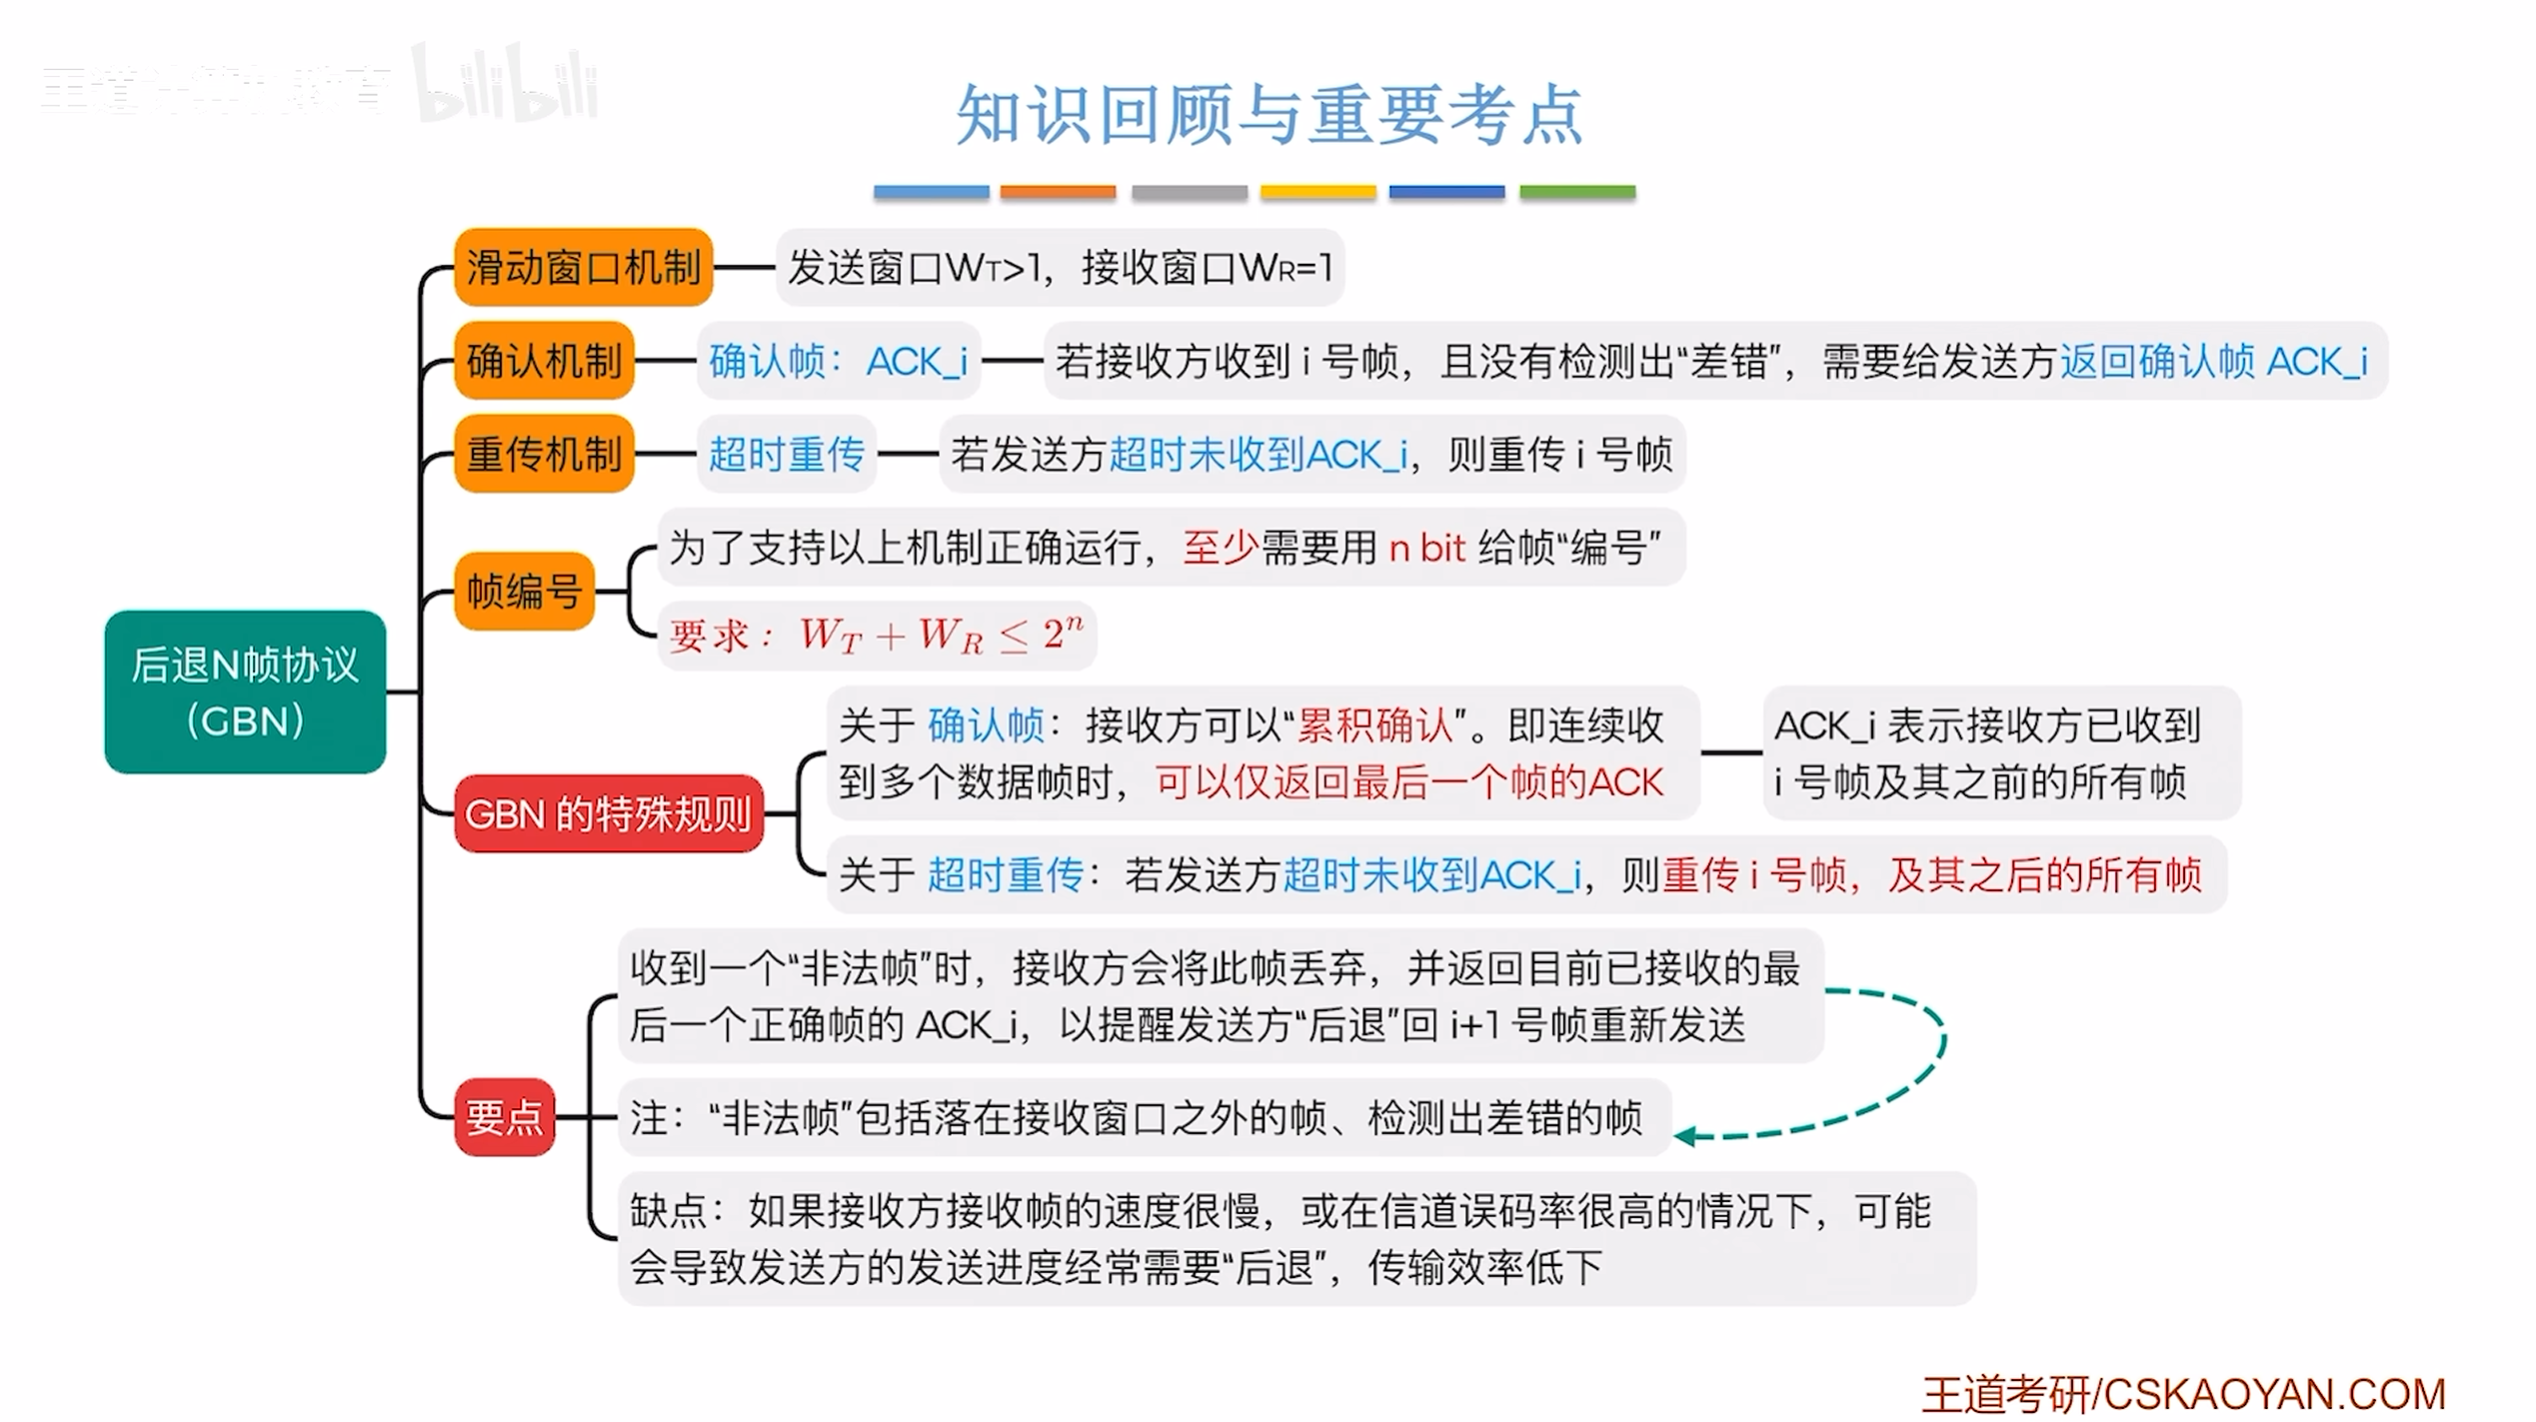 王道计算机教育 bilibili
知识回顾与重要考点
滑动窗口机制
发送窗口WT>1，接收窗口WR=1
确认机制
确认帧：ACK_i
若接收方收到 i 号帧，且没有检测出“差错”，需要给发送方返回确认帧 ACK_i
重传机制
超时重传
若发送方超时未收到ACK_i，则重传 i 号帧
帧编号
为了支持以上机制正确运行，至少需要用 n bit 给帧“编号”
要求：W_T + W_R ≤ 2^n
后退N帧协议
（GBN）
GBN 的特殊规则
关于 确认帧：接收方可以“累积确认”。即连续收
到多个数据帧时，可以仅返回最后一个帧的ACK
ACK_i 表示接收方已收到
i 号帧及其之前的所有帧
关于 超时重传：若发送方超时未收到ACK_i，则重传 i 号帧，及其之后的所有帧
要点
收到一个“非法帧”时，接收方会将此帧丢弃，并返回目前已接收的最
后一个正确帧的 ACK_i，以提醒发送方“后退”回 i+1 号帧重新发送
注：“非法帧”包括落在接收窗口之外的帧、检测出差错的帧
缺点：如果接收方接收帧的速度很慢，或在信道误码率很高的情况下，可能
会导致发送方的发送进度经常需要“后退”，传输效率低下
王道考研/CSKAOYAN.COM